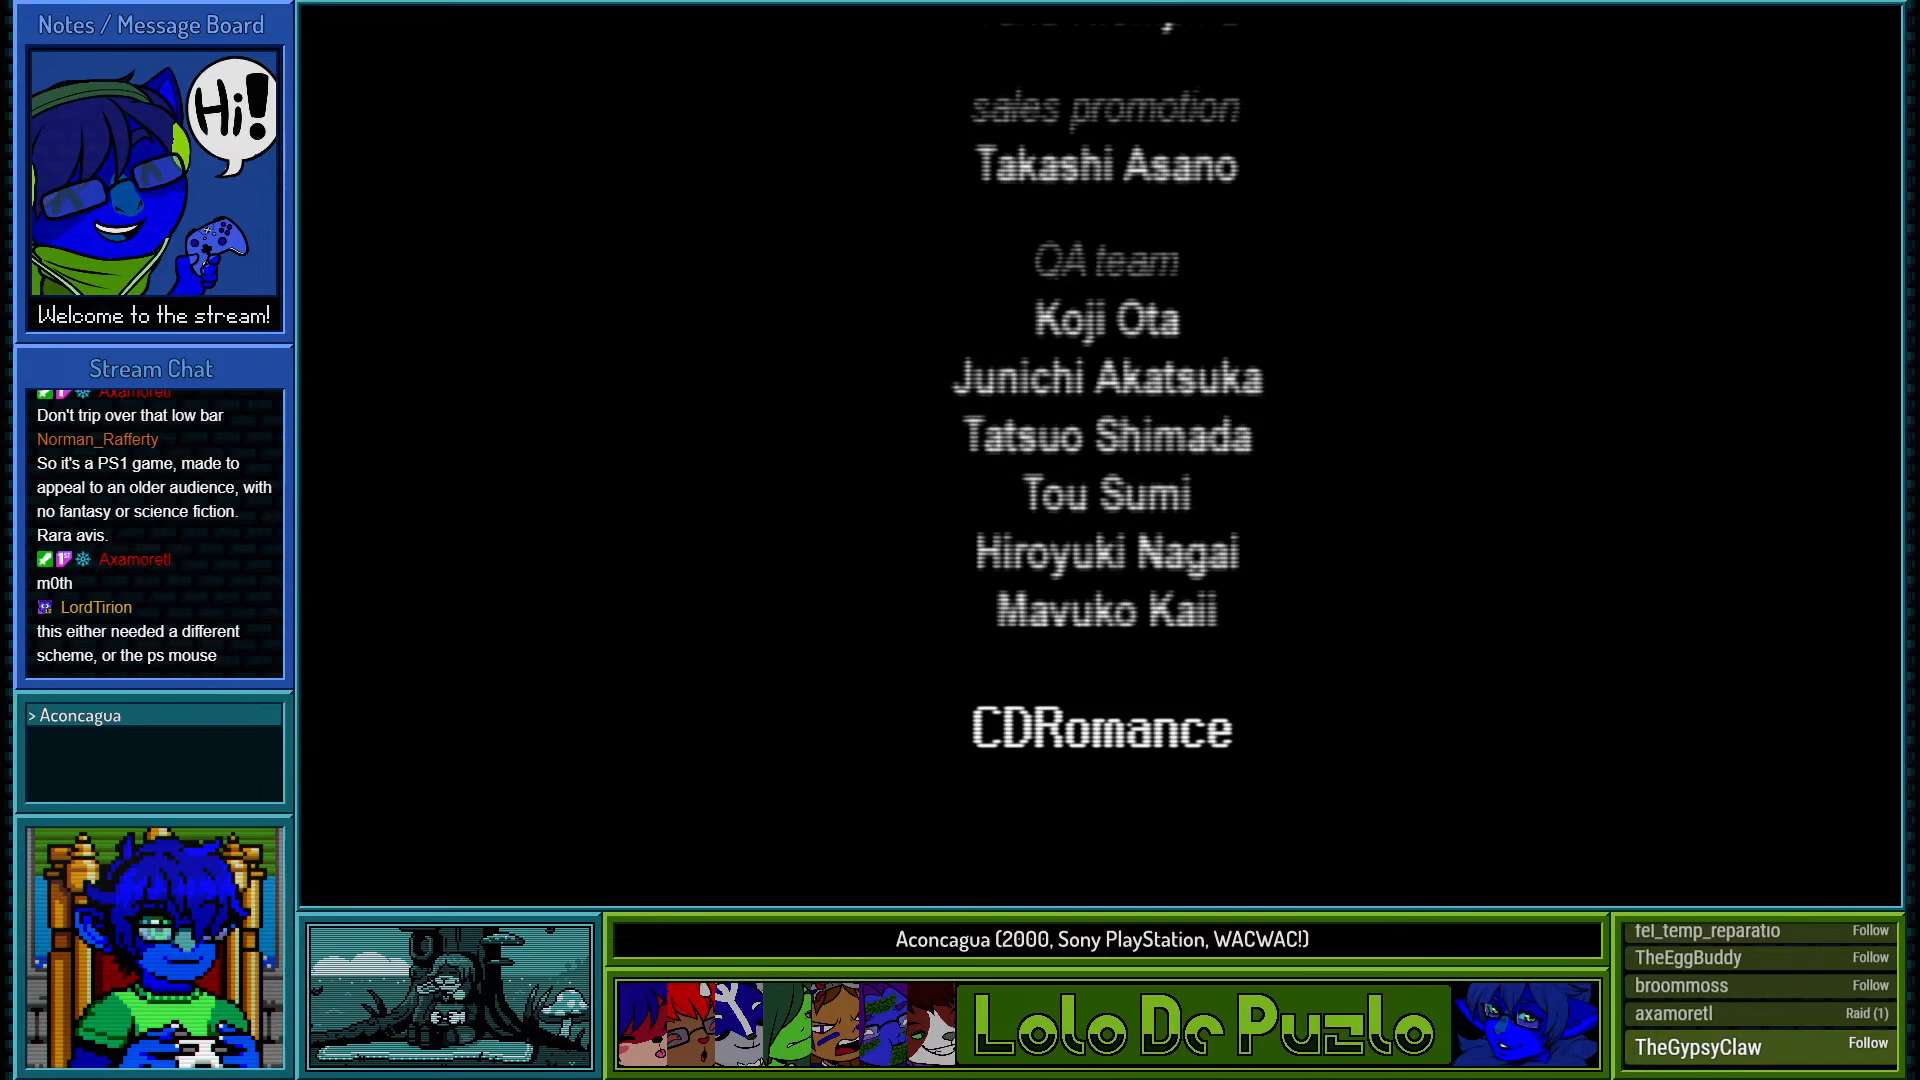 Notes / Message Board
Hi!
Welcome to the stream!
Stream Chat
Axamoretl
Don't trip over that low bar
Norman_Rafferty
So it's a PS1 game, made to
appeal to an older audience, with
no fantasy or science fiction.
Rara avis.
Axamoretl
m0th
LordTirion
this either needed a different
scheme, or the ps mouse
> Aconcagua
sales promotion
Takashi Asano
QA team
Koji Ota
Junichi Akatsuka
Tatsuo Shimada
Tou Sumi
Hiroyuki Nagai
Mayuko Kaji
CDRomance
Aconcagua (2000, Sony PlayStation, WACWAC!)
Lolo De Puzlo
fel_temp_reparatio Follow
TheEggBuddy Follow
broommoss Follow
axamoretl Raid (1)
TheGypsyClaw Follow